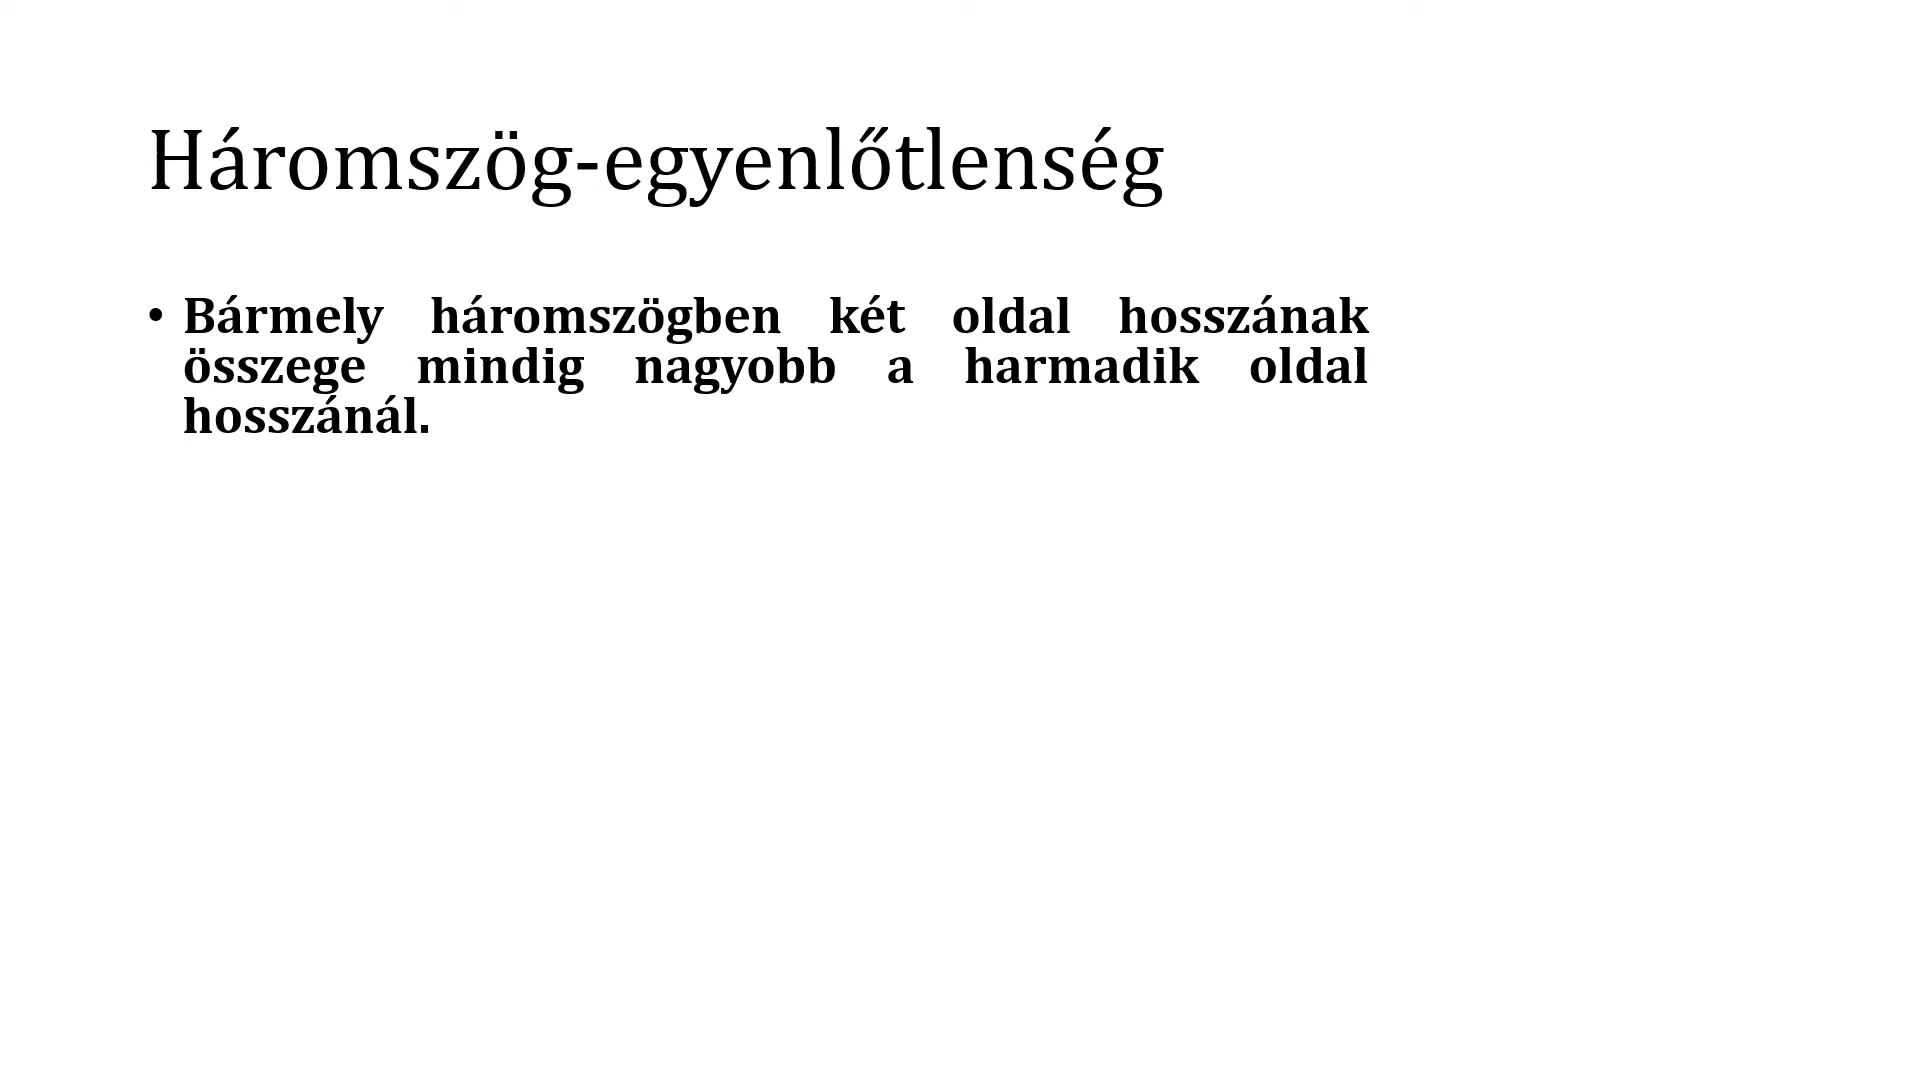 Háromszög-egyenlőtlenség
• Bármely háromszögben két oldal hosszának
összege mindig nagyobb a harmadik oldal
hosszánál.